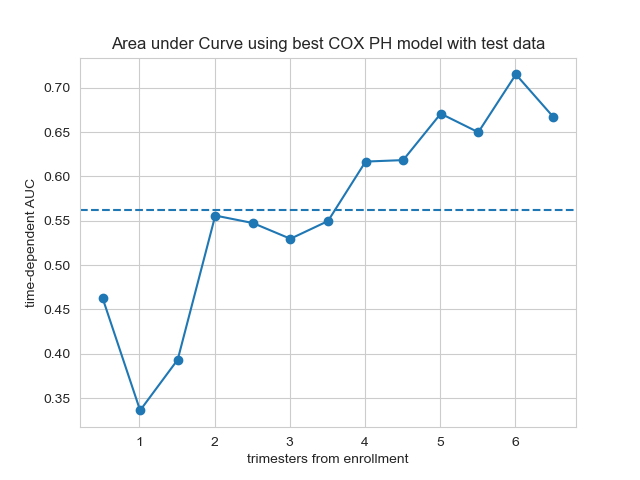 Area under Curve using best COX PH model with test data
time-dependent AUC
0.70
0.65
0.60
0.55
0.50
0.45
0.40
0.35
1 2 3 4 5 6
trimesters from enrollment